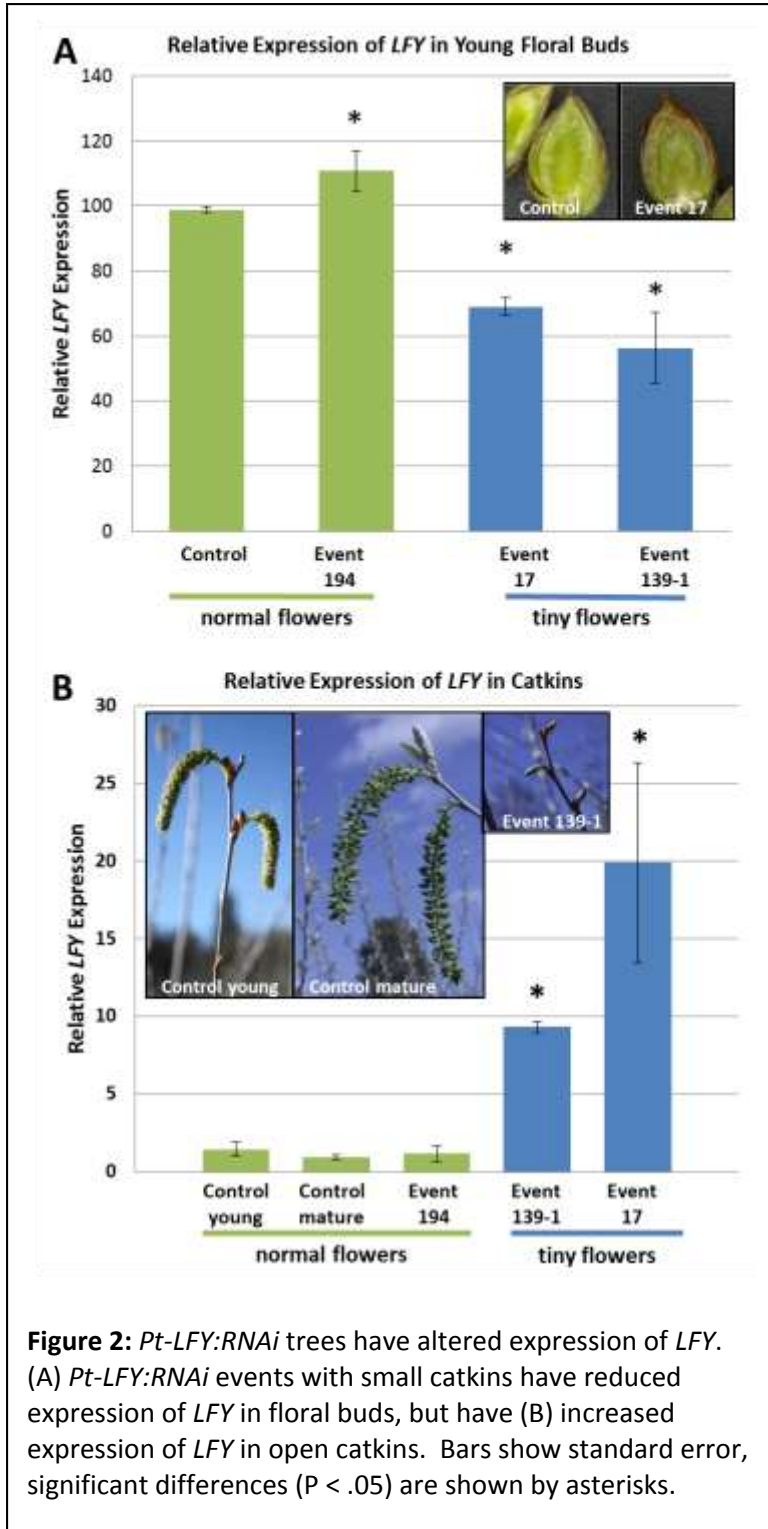 A
Relative Expression of LFY in Young Floral Buds
Relative LFY Expression
140
120
100
80
60
40
20
0
*
*
*
Control
Event 17
Control
Event
194
Event
17
Event
139-1
normal flowers
tiny flowers
B
Relative Expression of LFY in Catkins
Relative LFY Expression
30
25
20
15
10
5
0
*
*
Control young
Control mature
Event 139-1
Control
young
Control
mature
Event
194
Event
139-1
Event
17
normal flowers
tiny flowers
Figure 2: Pt-LFY:RNAi trees have altered expression of LFY.
(A) Pt-LFY:RNAi events with small catkins have reduced
expression of LFY in floral buds, but have (B) increased
expression of LFY in open catkins.  Bars show standard error,
significant differences (P < .05) are shown by asterisks.